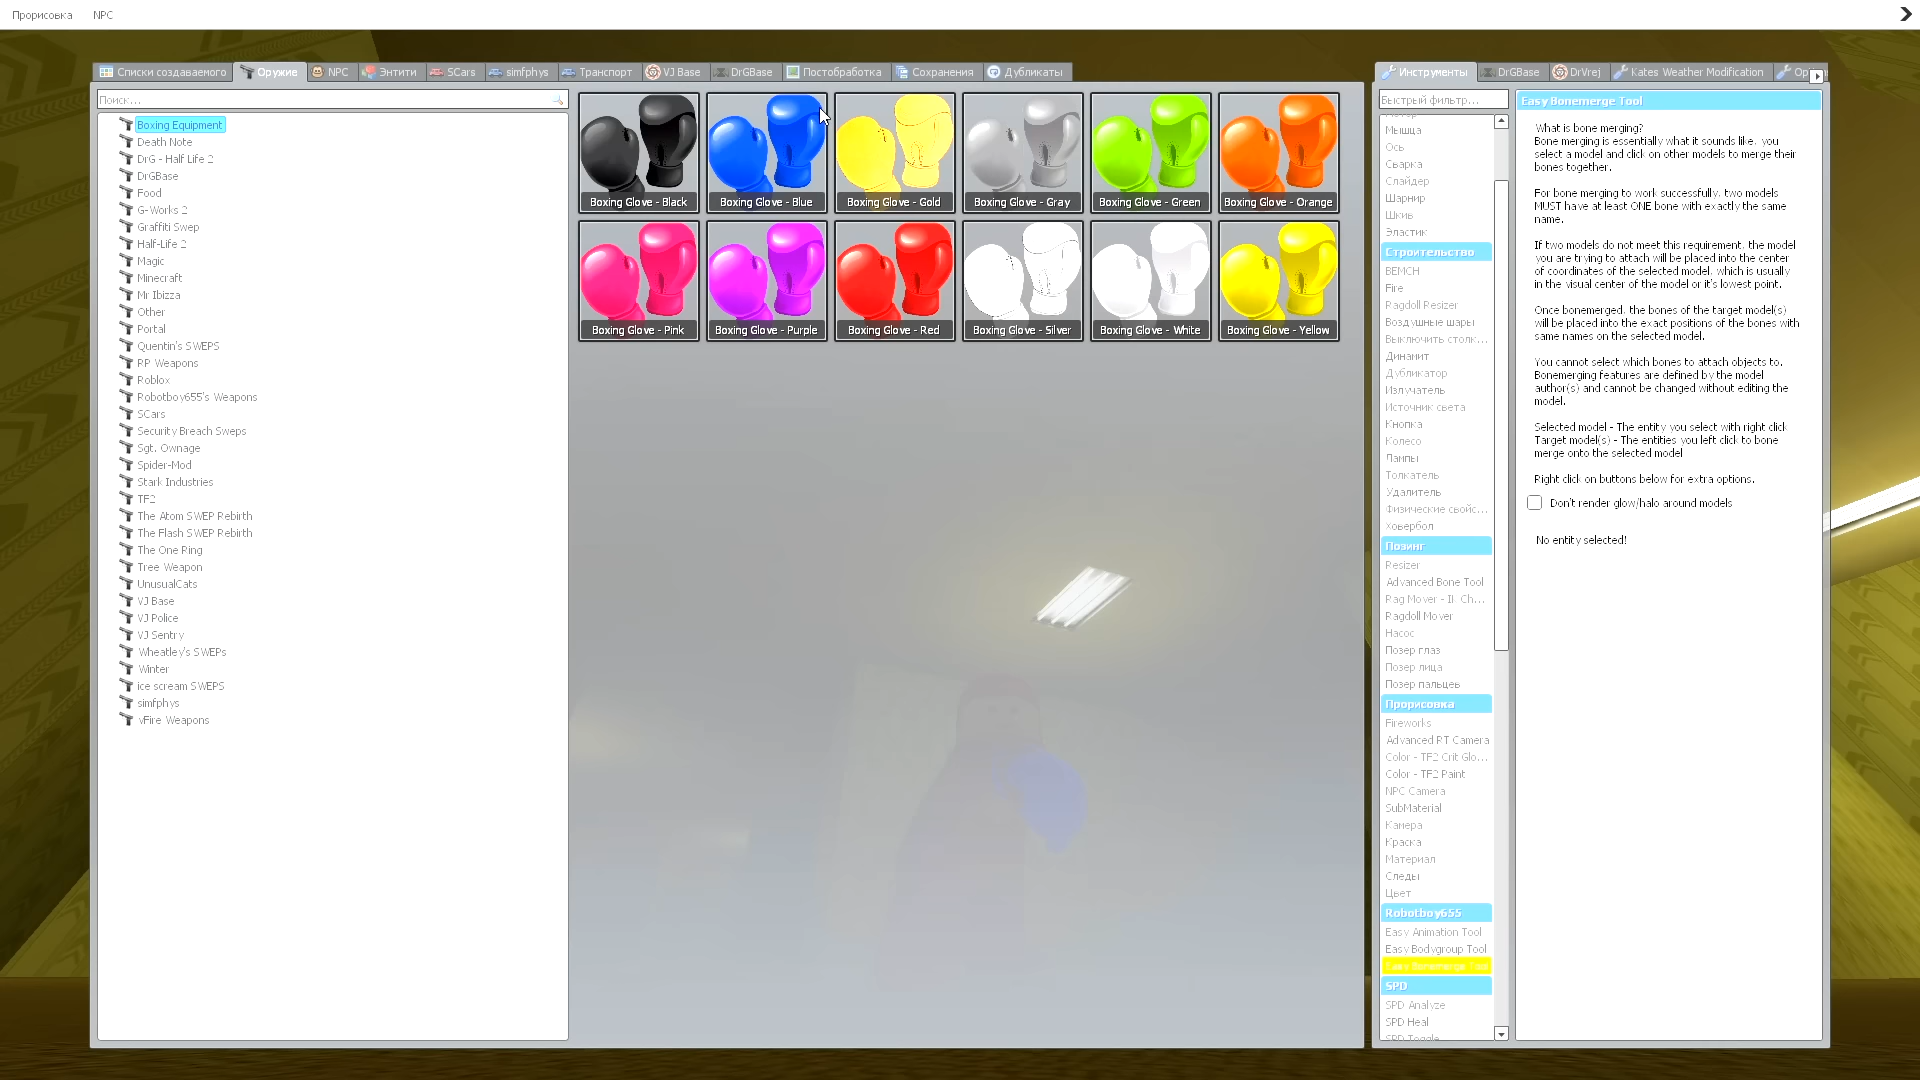 Прорисовка NPC
Списки создаваемого Оружие NPC Энтити SCars simfphys Транспорт VJ Base DrGBase Постобработка Сохранения Дубликаты
Поиск...
Boxing Equipment
Death Note
DrG - Half Life 2
DrGBase
Food
G-Works 2
Graffiti Swep
Half-Life 2
Magic
Minecraft
Mr Ibizza
Other
Portal
Quentin's SWEPS
RP Weapons
Roblox
Robotboy655's Weapons
SCars
Security Breach Sweps
Sgt. Ownage
Spider-Mod
Stark Industries
TF2
The Atom SWEP Rebirth
The Flash SWEP Rebirth
The One Ring
Tree Weapon
UnusualCats
VJ Base
VJ Police
VJ Sentry
Wheatley's SWEPs
Winter
ice scream SWEPS
simfphys
vFire Weapons
Boxing Glove - Black
Boxing Glove - Blue
Boxing Glove - Gold
Boxing Glove - Gray
Boxing Glove - Green
Boxing Glove - Orange
Boxing Glove - Pink
Boxing Glove - Purple
Boxing Glove - Red
Boxing Glove - Silver
Boxing Glove - White
Boxing Glove - Yellow
Инструменты DrGBase DrVrej Kates Weather Modification
Быстрый фильтр...
Мышца
Ось
Сварка
Слайдер
Шарнир
Шкив
Эластик
Строительство
BEMCH
Fire
Ragdoll Resizer
Воздушные шары
Выключить столк...
Динамит
Дубликатор
Излучатель
Источник света
Кнопка
Колесо
Лампы
Толкатель
Удалитель
Физические свойс...
Ховербол
Позинг
Resizer
Advanced Bone Tool
Rag Mover - IK Ch...
Ragdoll Mover
Насос
Позер глаз
Позер лица
Позер пальцев
Прорисовка
Fireworks
Advanced RT Camera
Color - TF2 Crit Glo...
Color - TF2 Paint
NPC Camera
SubMaterial
Камера
Краска
Материал
Следы
Цвет
Robotboy655
Easy Animation Tool
Easy Bodygroup Tool
Easy Bonemerge Tool
SPD
SPD Analyze
SPD Heal
SPD Toggle
Easy Bonemerge Tool
What is bone merging?
Bone merging is essentially what it sounds like, you
select a model and click on other models to merge their
bones together.
For bone merging to work successfully, two models
MUST have at least ONE bone with exactly the same
name.
If two models do not meet this requirement, the model
you are trying to attach will be placed into the center
of coordinates of the selected model, which is usually
in the visual center of the model or it's lowest point.
Once bonemerged, the bones of the target model(s)
will be placed into the exact positions of the bones with
same names on the selected model.
You cannot select which bones to attach objects to.
Bonemerging features are defined by the model
author(s) and cannot be changed without editing the
model.
Selected model - The entity you select with right click
Target model(s) - The entities you left click to bone
merge onto the selected model
Right click on buttons below for extra options.
Don't render glow/halo around models
No entity selected!